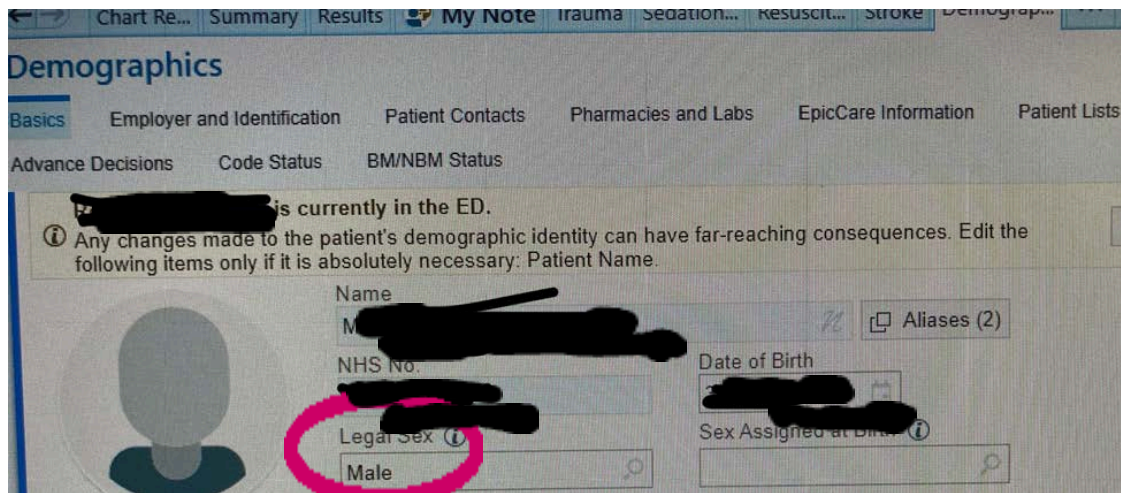 Chart Re... Summary Results My Note Trauma Sedation... Resuscit... Stroke Demograp...
Demographics
Basics Employer and Identification Patient Contacts Pharmacies and Labs EpicCare Information Patient Lists
Advance Decisions Code Status BM/NBM Status
is currently in the ED.
Any changes made to the patient's demographic identity can have far-reaching consequences. Edit the
following items only if it is absolutely necessary: Patient Name.
Name
M
Aliases (2)
NHS No. Date of Birth
Legal Sex Sex Assigned at Birth
Male